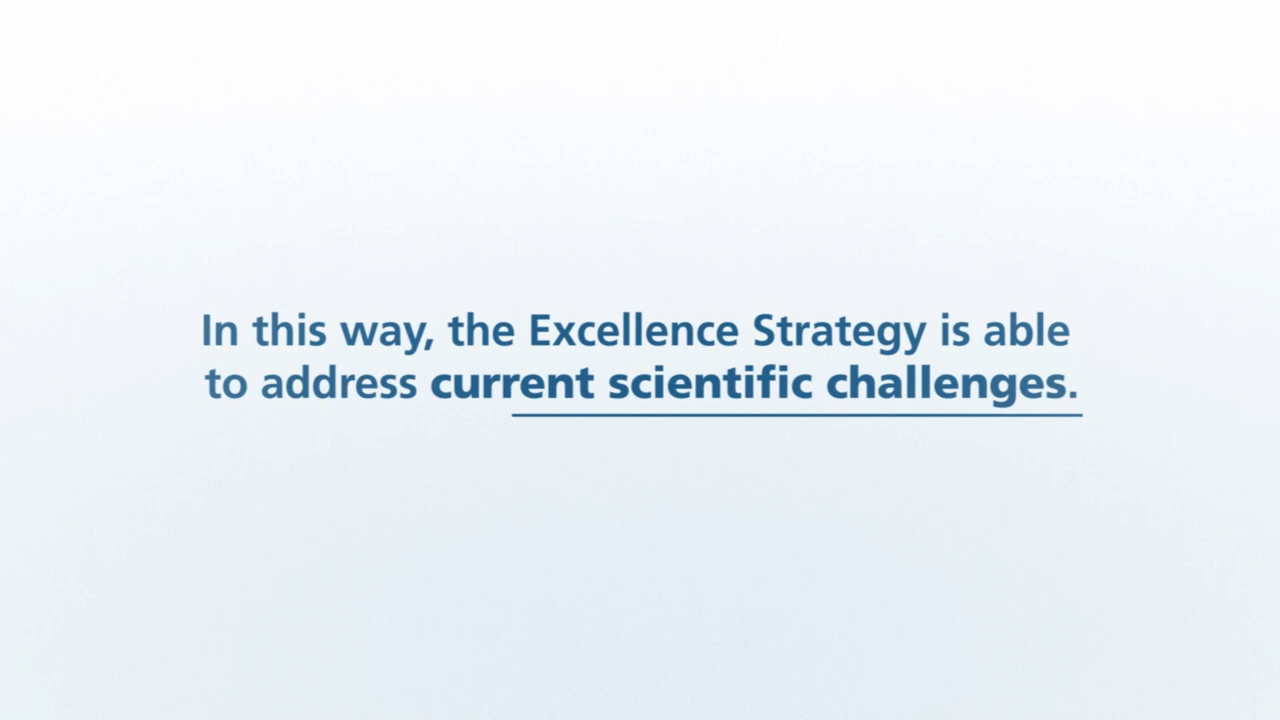 In this way, the Excellence Strategy is able
to address current scientific challenges.